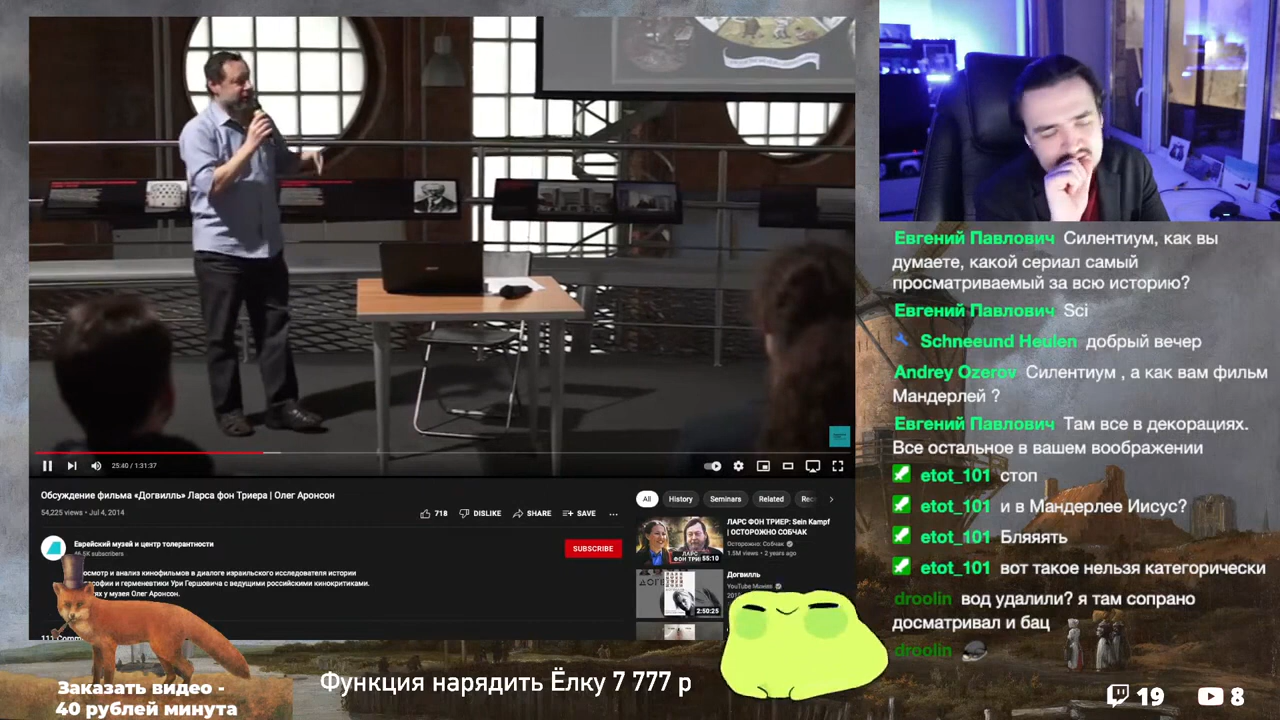 25:40 / 1:31:37
Обсуждение фильма «Догвилль» Ларса фон Триера | Олег Аронсон
54,225 views • Jul 4, 2014
718
DISLIKE
SHARE
SAVE
Еврейский музей и центр толерантности
subscribers
SUBSCRIBE
осмотр и анализ кинофильмов в диалоге израильского исследователя истории
ософии и герменевтики Ури Гершовича с ведущими российскими кинокритиками.
ях у музея Олег Аронсон.
All
History
Seminars
Related
Rec
ЛАРС ФОН ТРИЕР: Sein Kampf
| ОСТОРОЖНО СОБЧАК
Осторожно: Собчак
1.5M views • 2 years ago
55:10
Догвилль
YouTube Movies
2:50:25
Заказать видео -
40 рублей минута
Функция нарядить Ёлку 7 777 р
Евгений Павлович Силентиум, как вы
думаете, какой сериал самый
просматриваемый за всю историю?
Евгений Павлович Sci
Schneeund Heulen добрый вечер
Andrey Ozerov Силентиум , а как вам фильм
Мандерлей ?
Евгений Павлович Там все в декорациях.
Все остальное в вашем воображении
etot_101 стоп
etot_101 и в Мандерлее Иисус?
etot_101 Бляяять
etot_101 вот такое нельзя категорически
droolin вод удалили? я там сопрано
досматривал и бац
droolin
19
8